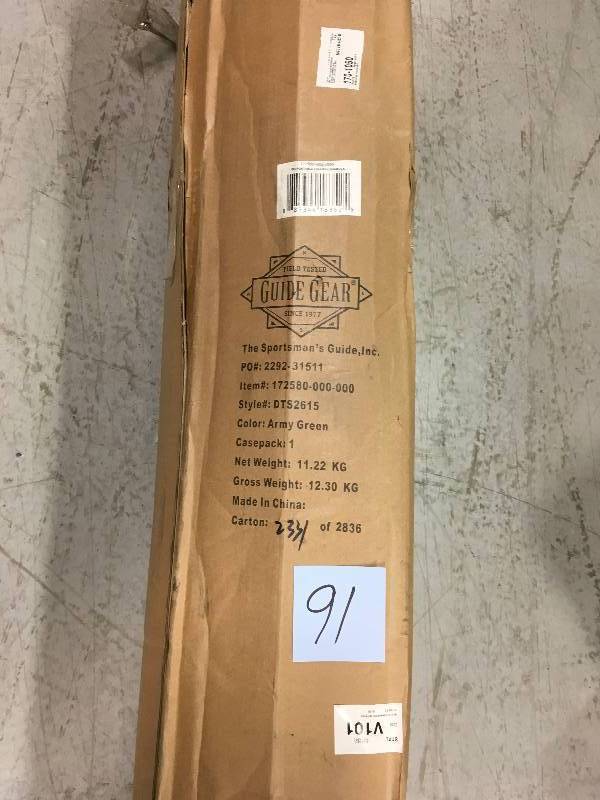 270-1050
FIELD TESTED
GUIDE GEAR®
SINCE 1977
The Sportsman's Guide,Inc.
PO#: 2292-31511
Item#: 172580-000-000
Style#: DTS2615
Color: Army Green
Casepack: 1
Net Weight: 11.22 KG
Gross Weight: 12.30 KG
Made In China:
Carton: 2331 of 2836
91
V101